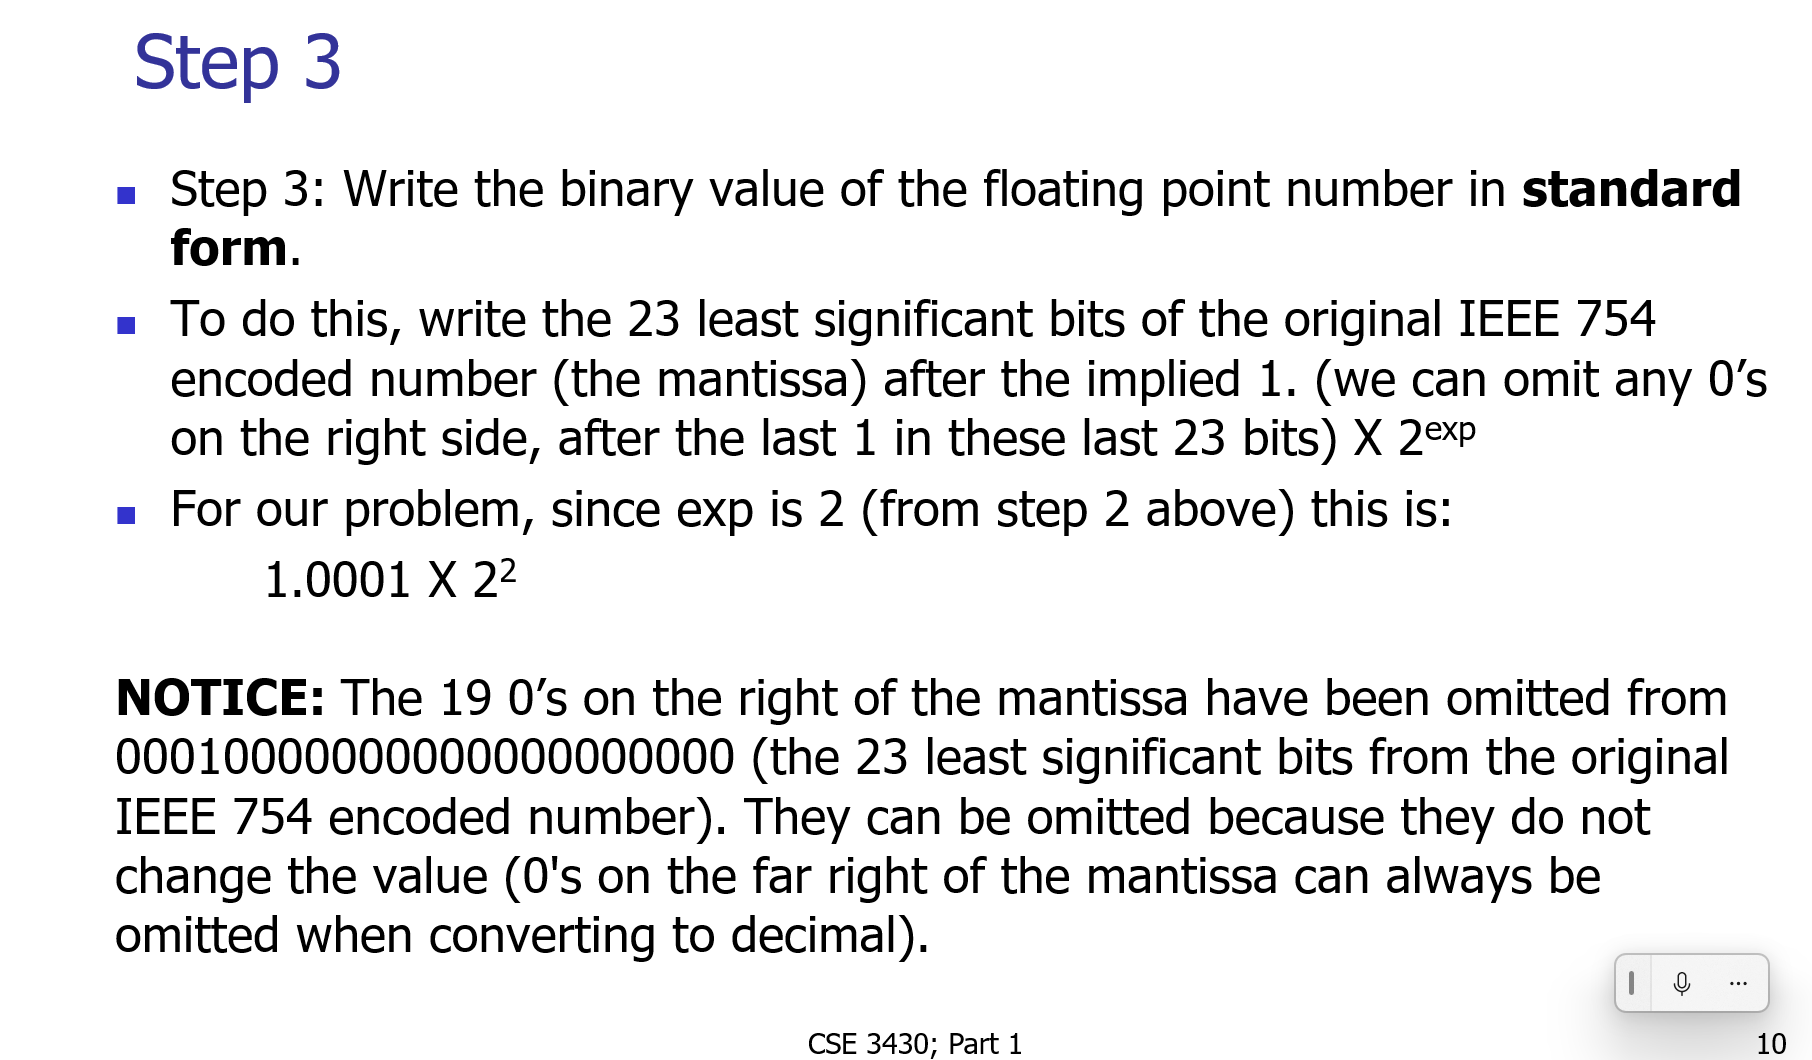 Step 3
Step 3: Write the binary value of the floating point number in standard
form.
To do this, write the 23 least significant bits of the original IEEE 754
encoded number (the mantissa) after the implied 1. (we can omit any 0’s
on the right side, after the last 1 in these last 23 bits) X 2^exp
For our problem, since exp is 2 (from step 2 above) this is:
1.0001 X 2²
NOTICE: The 19 0’s on the right of the mantissa have been omitted from
00010000000000000000000 (the 23 least significant bits from the original
IEEE 754 encoded number). They can be omitted because they do not
change the value (0's on the far right of the mantissa can always be
omitted when converting to decimal).
CSE 3430; Part 1
10